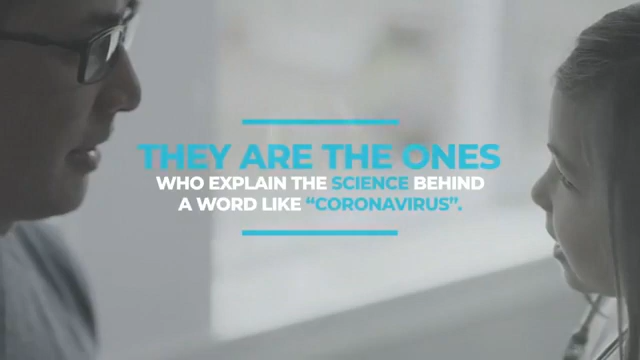 THEY ARE THE ONES
WHO EXPLAIN THE SCIENCE BEHIND
A WORD LIKE “CORONAVIRUS”.